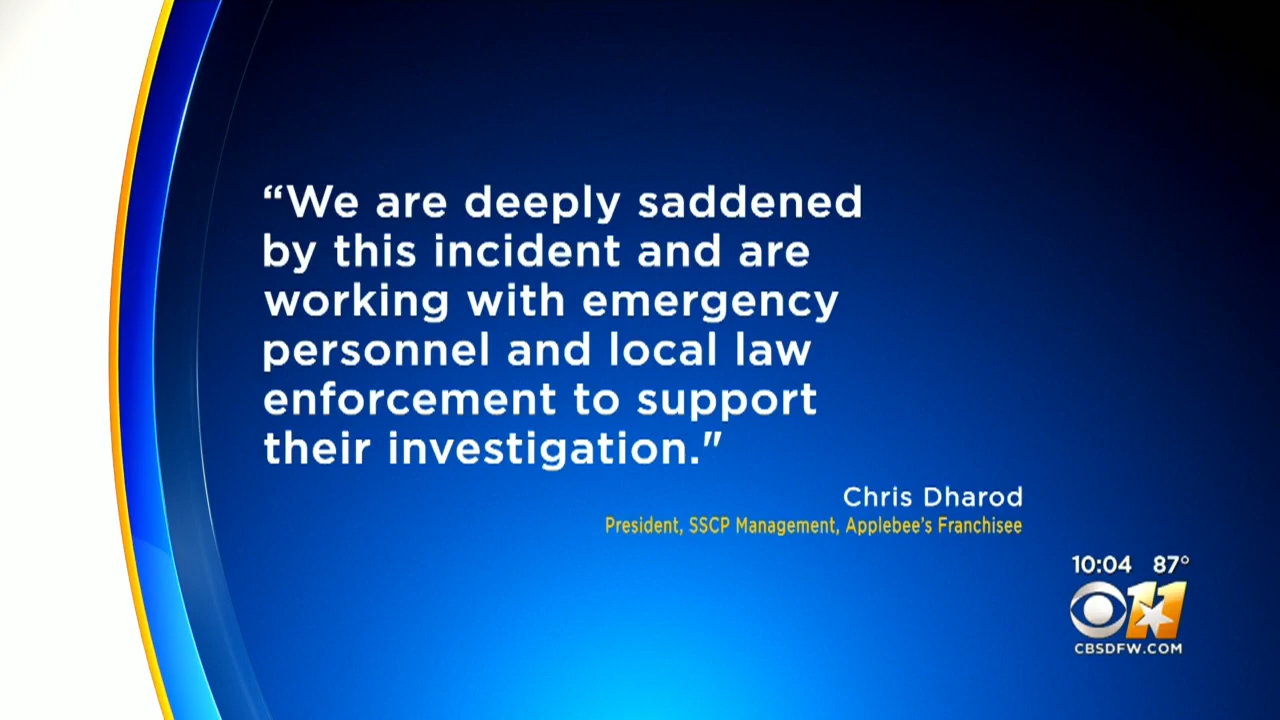 “We are deeply saddened
by this incident and are
working with emergency
personnel and local law
enforcement to support
their investigation."
Chris Dharod
President, SSCP Management, Applebee’s Franchisee
10:04 87°
11
CBSDFW.COM